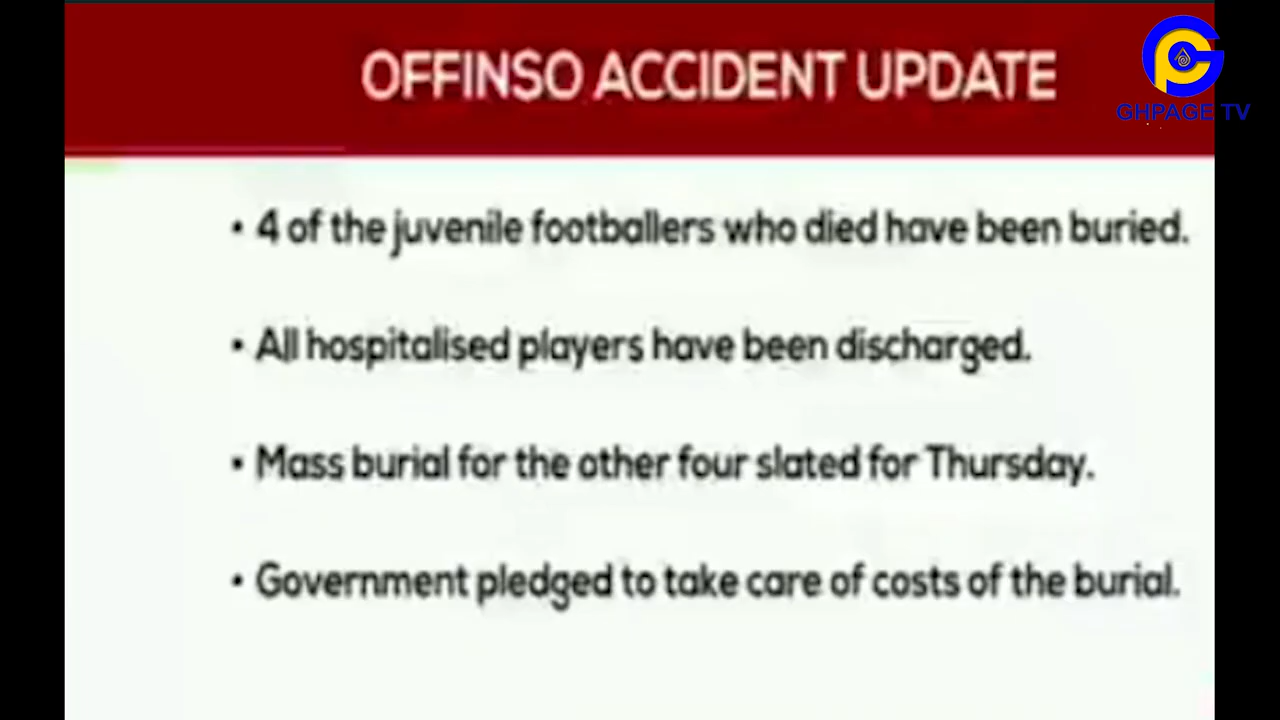 OFFINSO ACCIDENT UPDATE
GHPAGE TV
• 4 of the juvenile footballers who died have been buried.
• All hospitalised players have been discharged.
• Mass burial for the other four slated for Thursday.
• Government pledged to take care of costs of the burial.